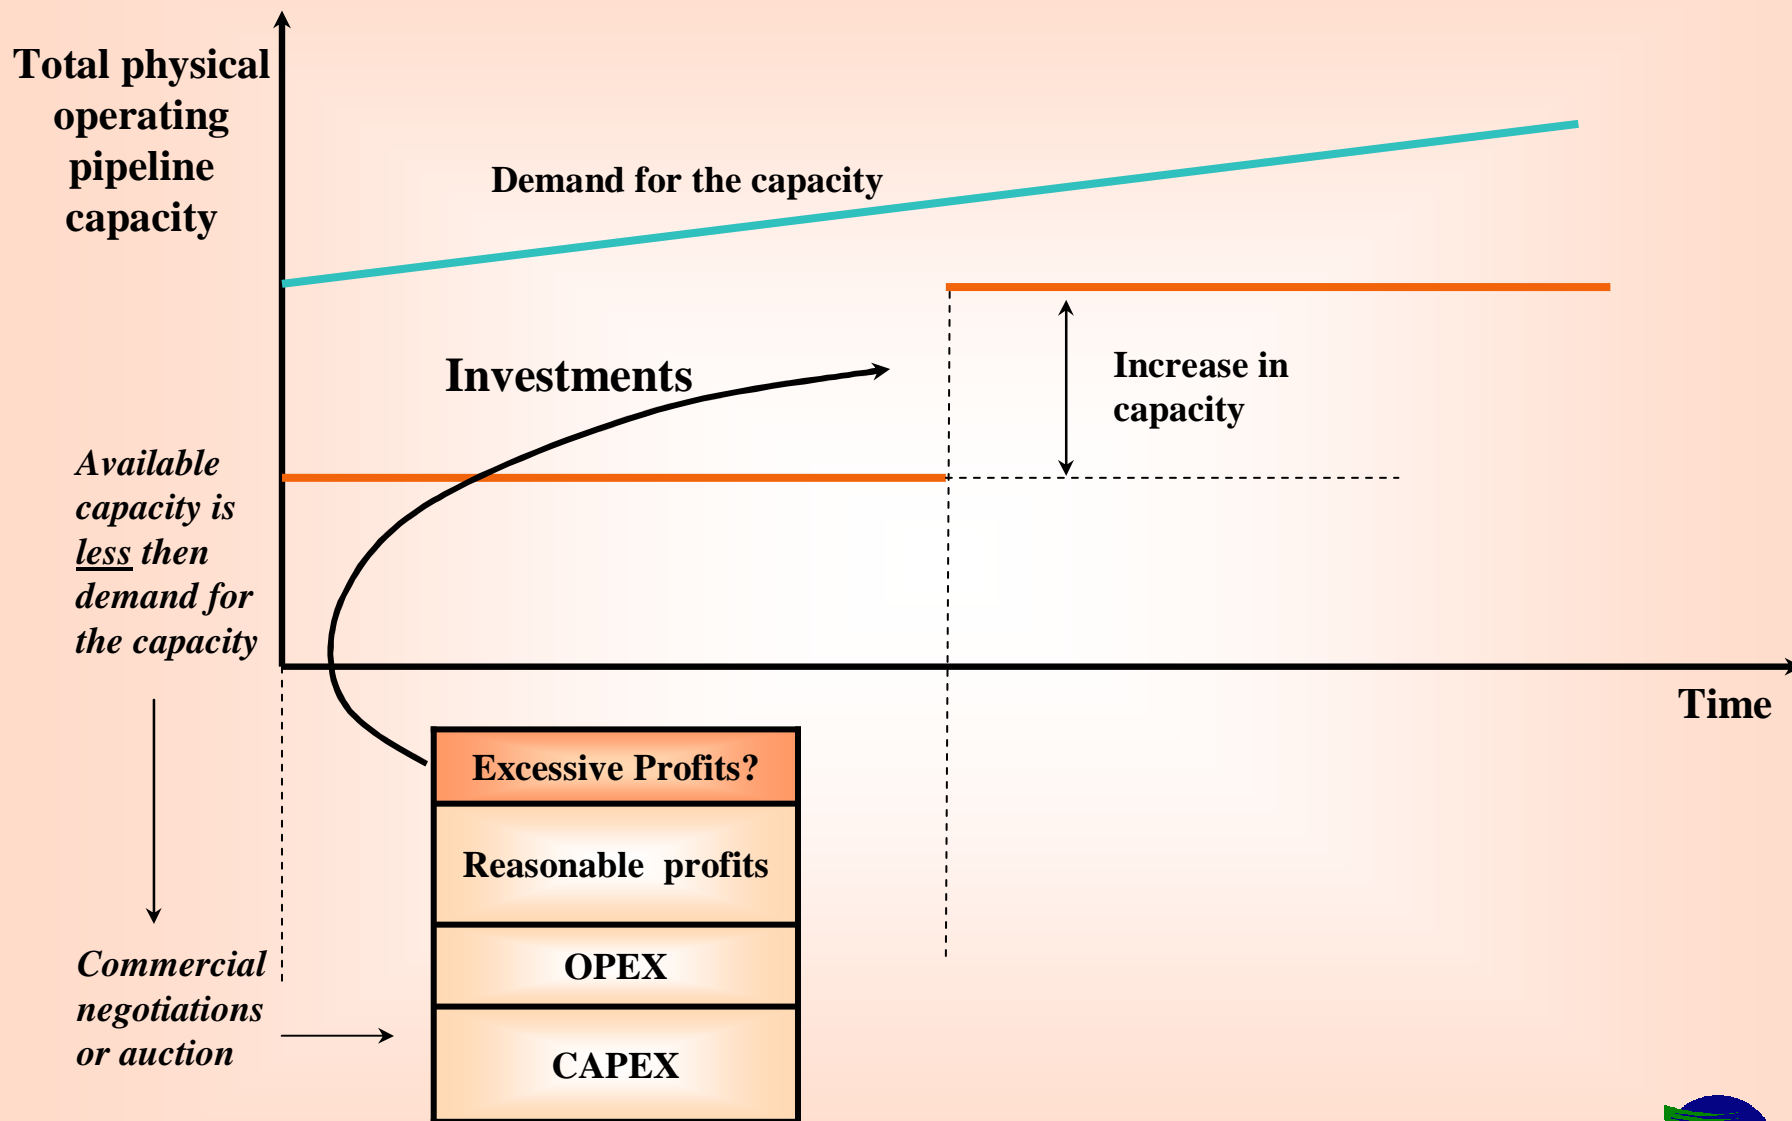 Total physical
operating
pipeline
capacity
Demand for the capacity
Investments
Increase in
capacity
Available
capacity is
less then
demand for
the capacity
Time
Excessive Profits?
Reasonable profits
OPEX
CAPEX
Commercial
negotiations
or auction